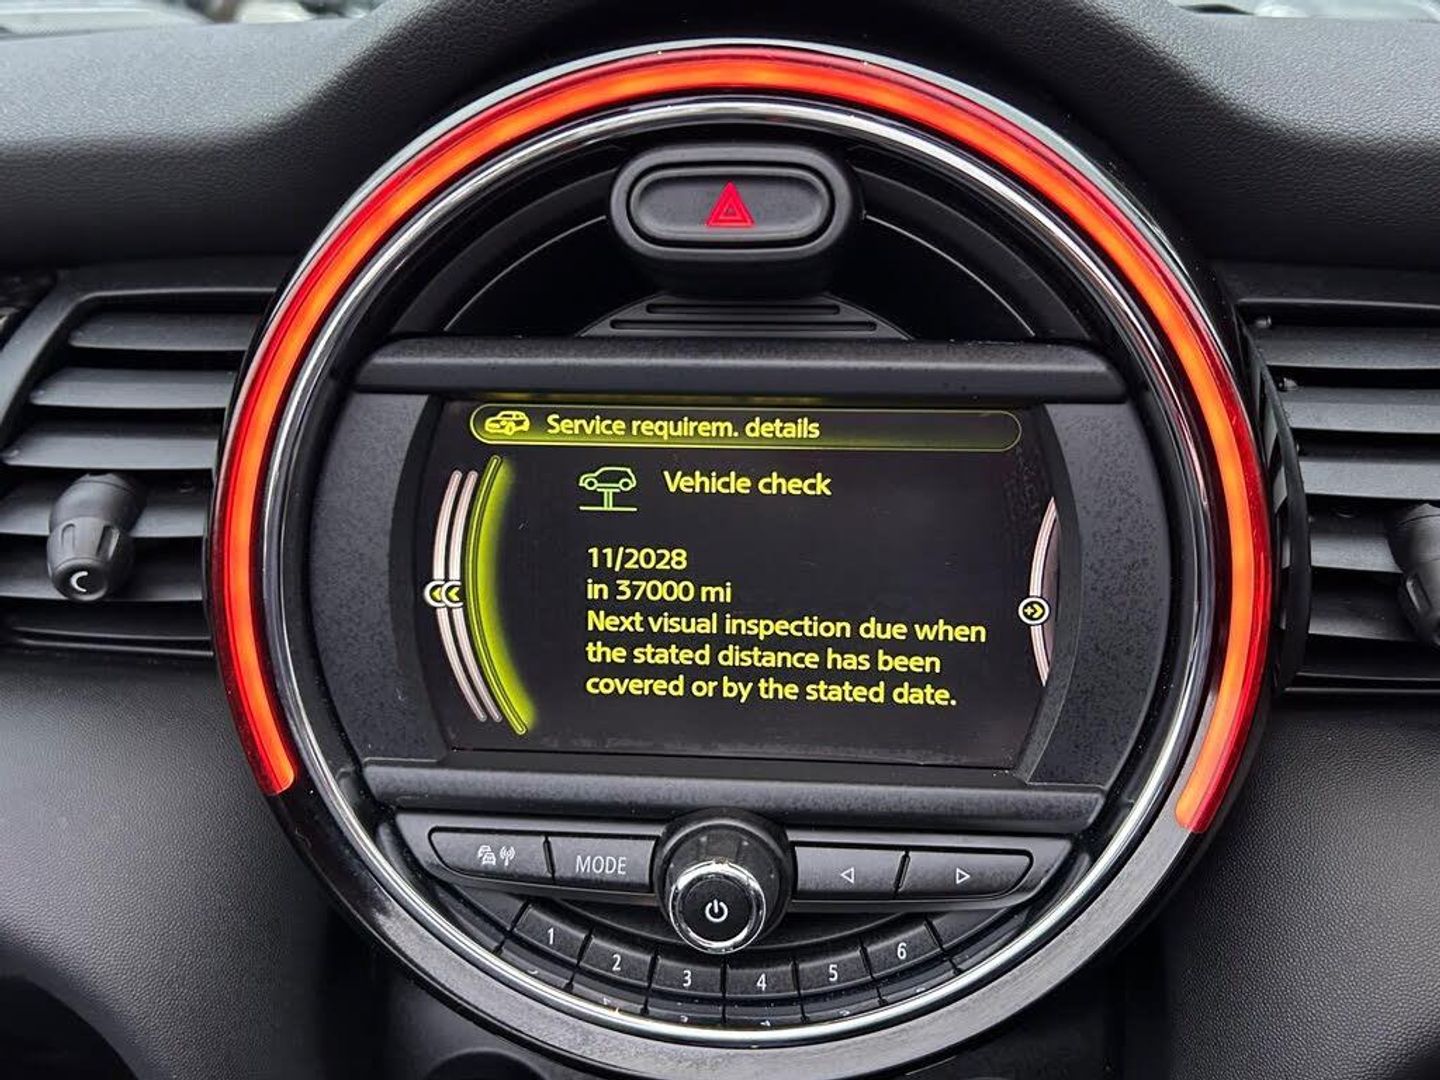 Service requirem. details
Vehicle check
11/2028
in 37000 mi
Next visual inspection due when
the stated distance has been
covered or by the stated date.
MODE
1
2
3
4
5
6
C